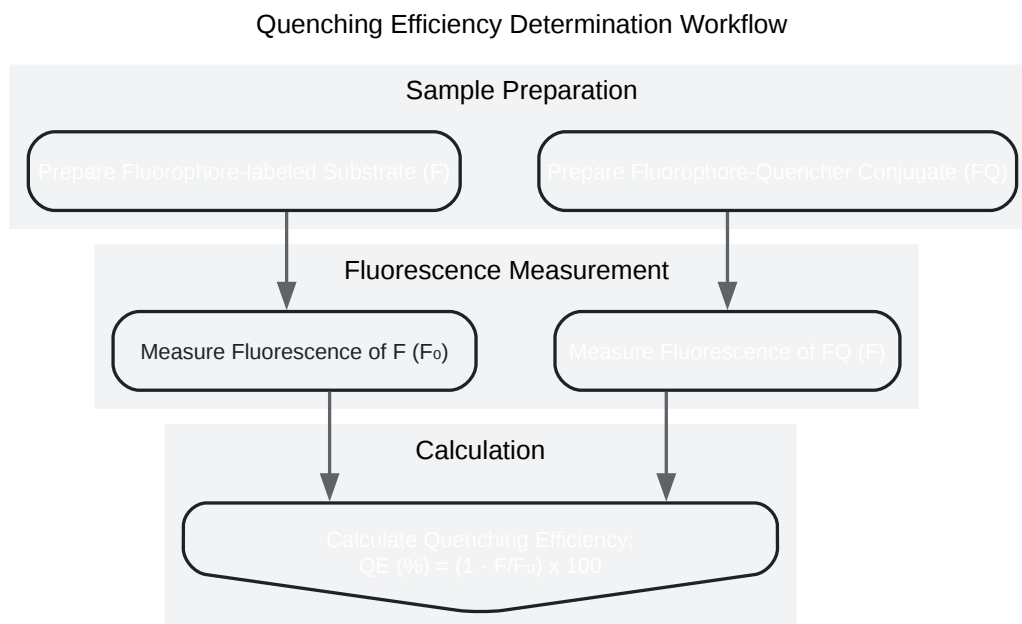 Quenching Efficiency Determination Workflow
Sample Preparation
Prepare Fluorophore-labeled Substrate (F)
Prepare Fluorophore-Quencher Conjugate (FQ)
Fluorescence Measurement
Measure Fluorescence of F (F₀)
Measure Fluorescence of FQ (F)
Calculation
Calculate Quenching Efficiency:
QE (%) = (1 - F/F₀) x 100